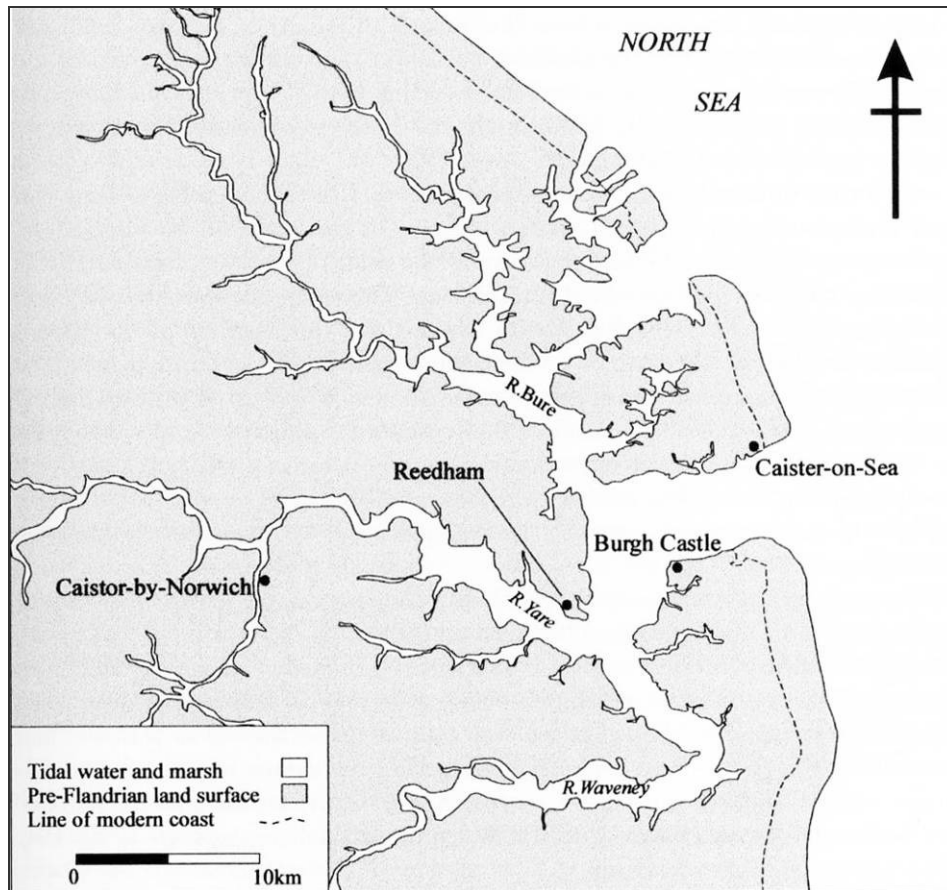 NORTH
SEA
R.Bure
Caister-on-Sea
Reedham
Burgh Castle
Caistor-by-Norwich
R.Yare
R.Waveney
Tidal water and marsh
Pre-Flandrian land surface
Line of modern coast
0
10km